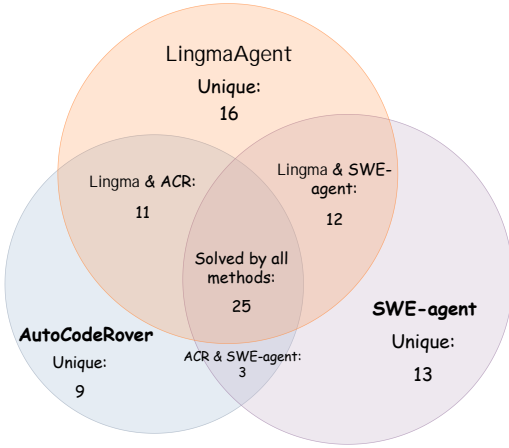 LingmaAgent
Unique:
16
Lingma & ACR:
11
Lingma & SWE-
agent:
12
Solved by all
methods:
25
AutoCodeRover
Unique:
9
ACR & SWE-agent:
3
SWE-agent
Unique:
13